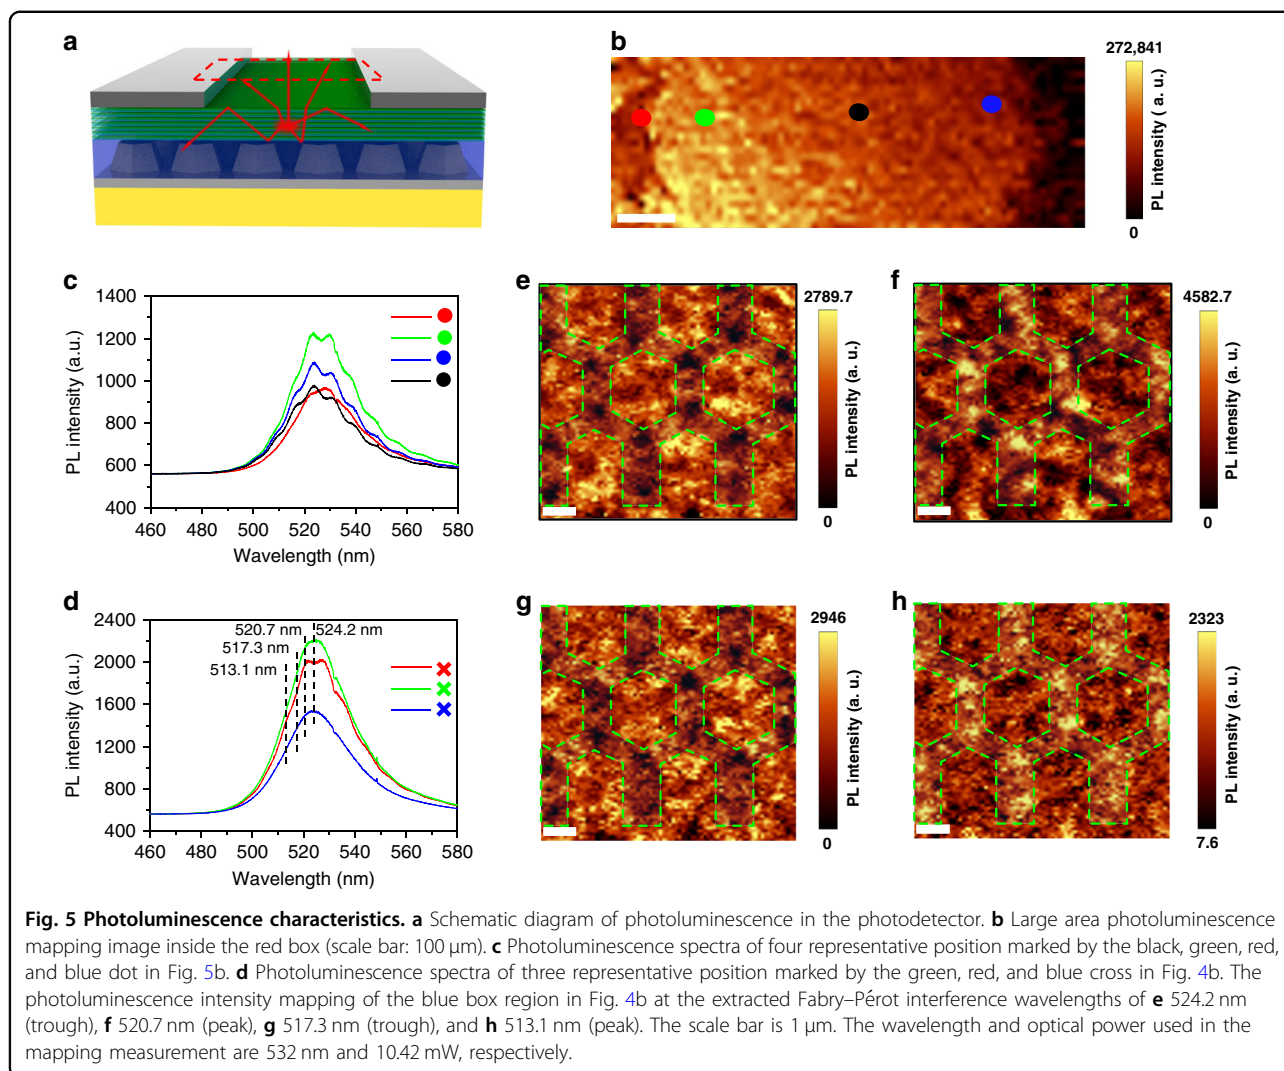 a
b
272,841
PL intensity ( a. u.)
0
c
1400
1200
1000
800
600
400
PL intensity (a.u.)
460 480 500 520 540 560 580
Wavelength (nm)
e
2789.7
PL intensity (a. u.)
0
f
4582.7
PL intensity (a. u.)
0
d
2400
2000
1600
1200
800
400
PL intensity (a.u.)
520.7 nm
524.2 nm
517.3 nm
513.1 nm
460 480 500 520 540 560 580
Wavelength (nm)
g
2946
PL intensity (a. u.)
0
h
2323
PL intensity (a. u.)
7.6
Fig. 5 Photoluminescence characteristics. a Schematic diagram of photoluminescence in the photodetector. b Large area photoluminescence
mapping image inside the red box (scale bar: 100 μm). c Photoluminescence spectra of four representative position marked by the black, green, red,
and blue dot in Fig. 5b. d Photoluminescence spectra of three representative position marked by the green, red, and blue cross in Fig. 4b. The
photoluminescence intensity mapping of the blue box region in Fig. 4b at the extracted Fabry–Pérot interference wavelengths of e 524.2 nm
(trough), f 520.7 nm (peak), g 517.3 nm (trough), and h 513.1 nm (peak). The scale bar is 1 μm. The wavelength and optical power used in the
mapping measurement are 532 nm and 10.42 mW, respectively.